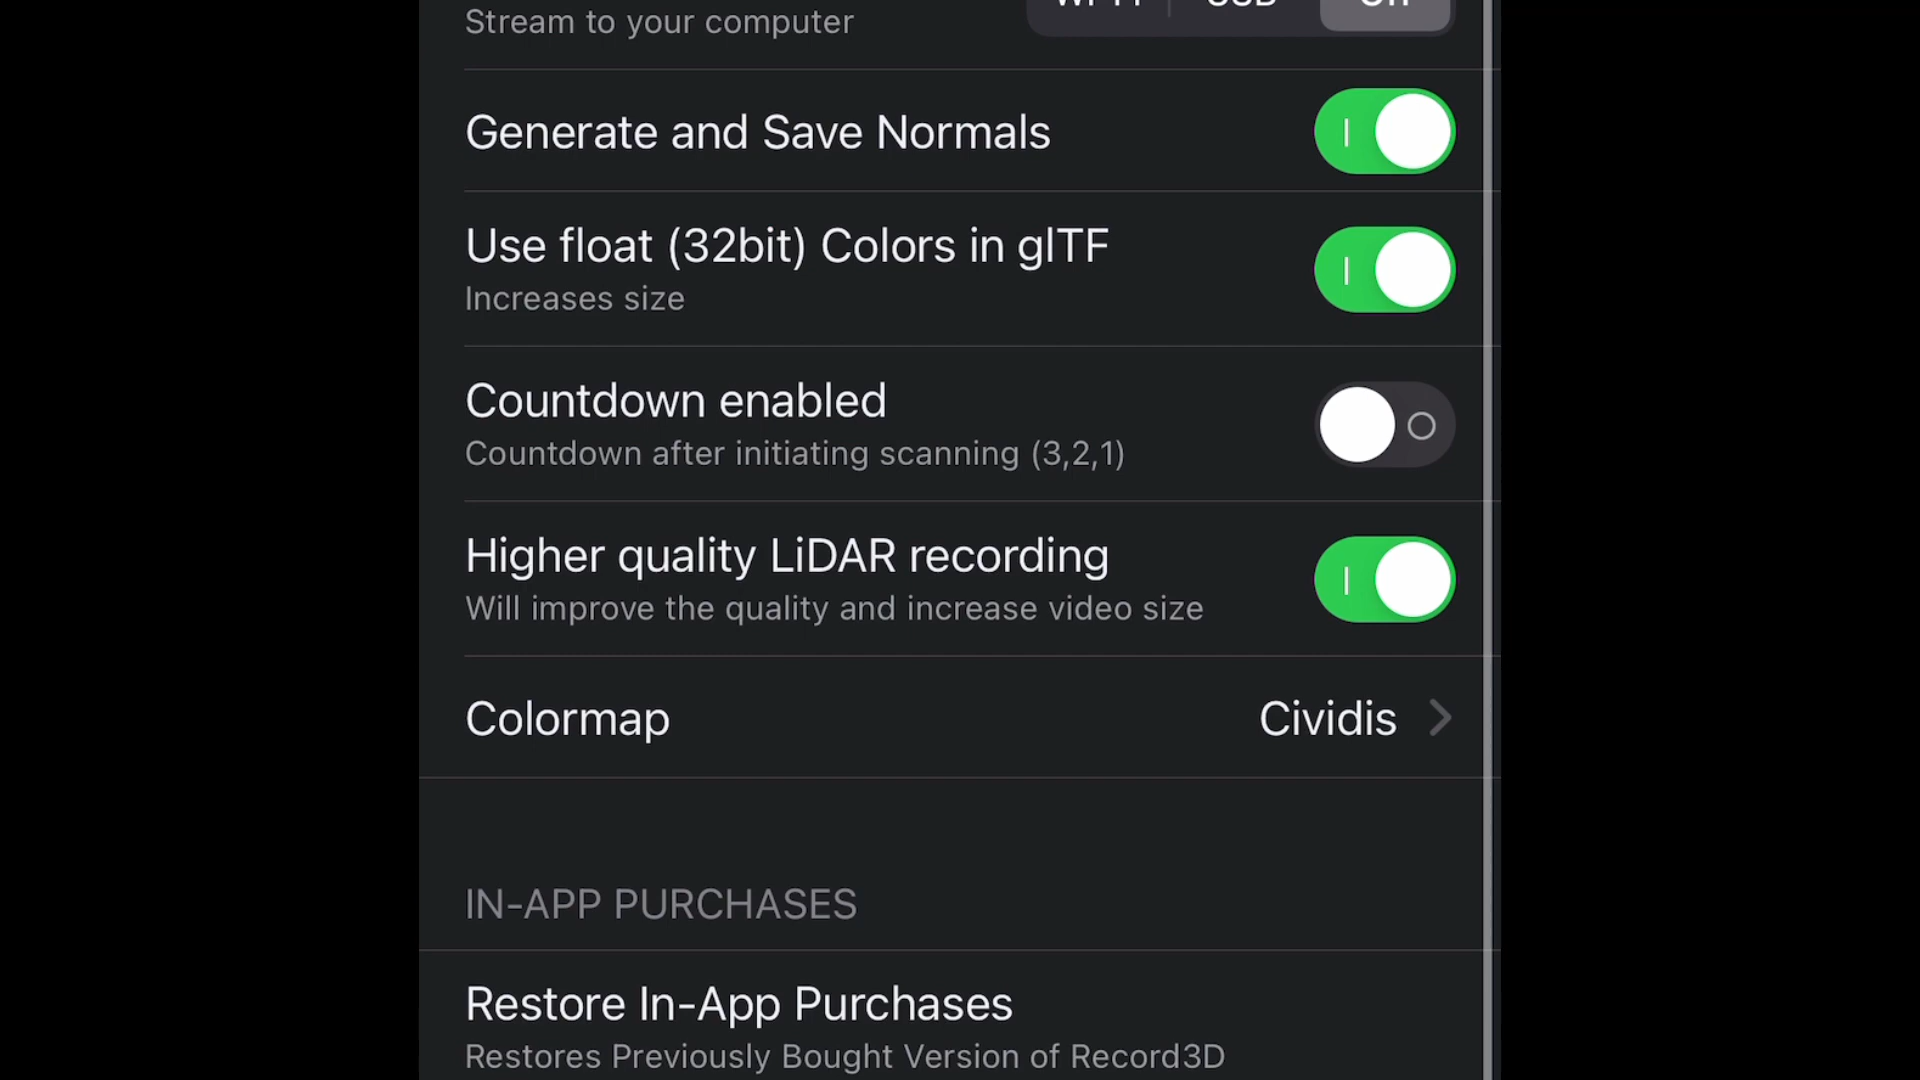 Stream to your computer
Off
Generate and Save Normals
Use float (32bit) Colors in glTF
Increases size
Countdown enabled
Countdown after initiating scanning (3,2,1)
Higher quality LiDAR recording
Will improve the quality and increase video size
Colormap
Cividis
IN-APP PURCHASES
Restore In-App Purchases
Restores Previously Bought Version of Record3D